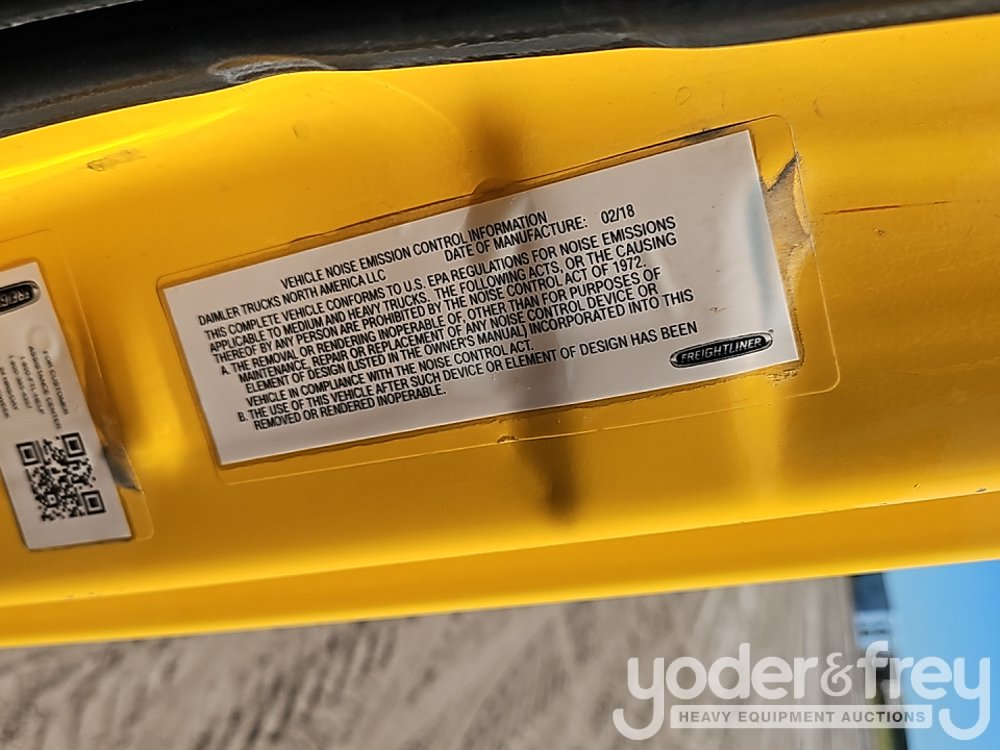 VEHICLE NOISE EMISSION CONTROL INFORMATION
DAIMLER TRUCKS NORTH AMERICA LLC DATE OF MANUFACTURE: 02/18
THIS COMPLETE VEHICLE CONFORMS TO U.S. EPA REGULATIONS FOR NOISE EMISSIONS
APPLICABLE TO MEDIUM AND HEAVY TRUCKS. THE FOLLOWING ACTS, OR THE CAUSING
THEREOF BY ANY PERSON ARE PROHIBITED BY THE NOISE CONTROL ACT OF 1972.
A. THE REMOVAL OR RENDERING INOPERABLE OF, OTHER THAN FOR PURPOSES OF
MAINTENANCE, REPAIR OR REPLACEMENT OF ANY NOISE CONTROL DEVICE OR
ELEMENT OF DESIGN (LISTED IN THE OWNER'S MANUAL) INCORPORATED INTO THIS
VEHICLE IN COMPLIANCE WITH THE NOISE CONTROL ACT.
B. THE USE OF THIS VEHICLE AFTER SUCH DEVICE OR ELEMENT OF DESIGN HAS BEEN
REMOVED OR RENDERED INOPERABLE.
FREIGHTLINER
FOR CUSTOMER
ASSISTANCE CENTER
yoder&frey
HEAVY EQUIPMENT AUCTIONS